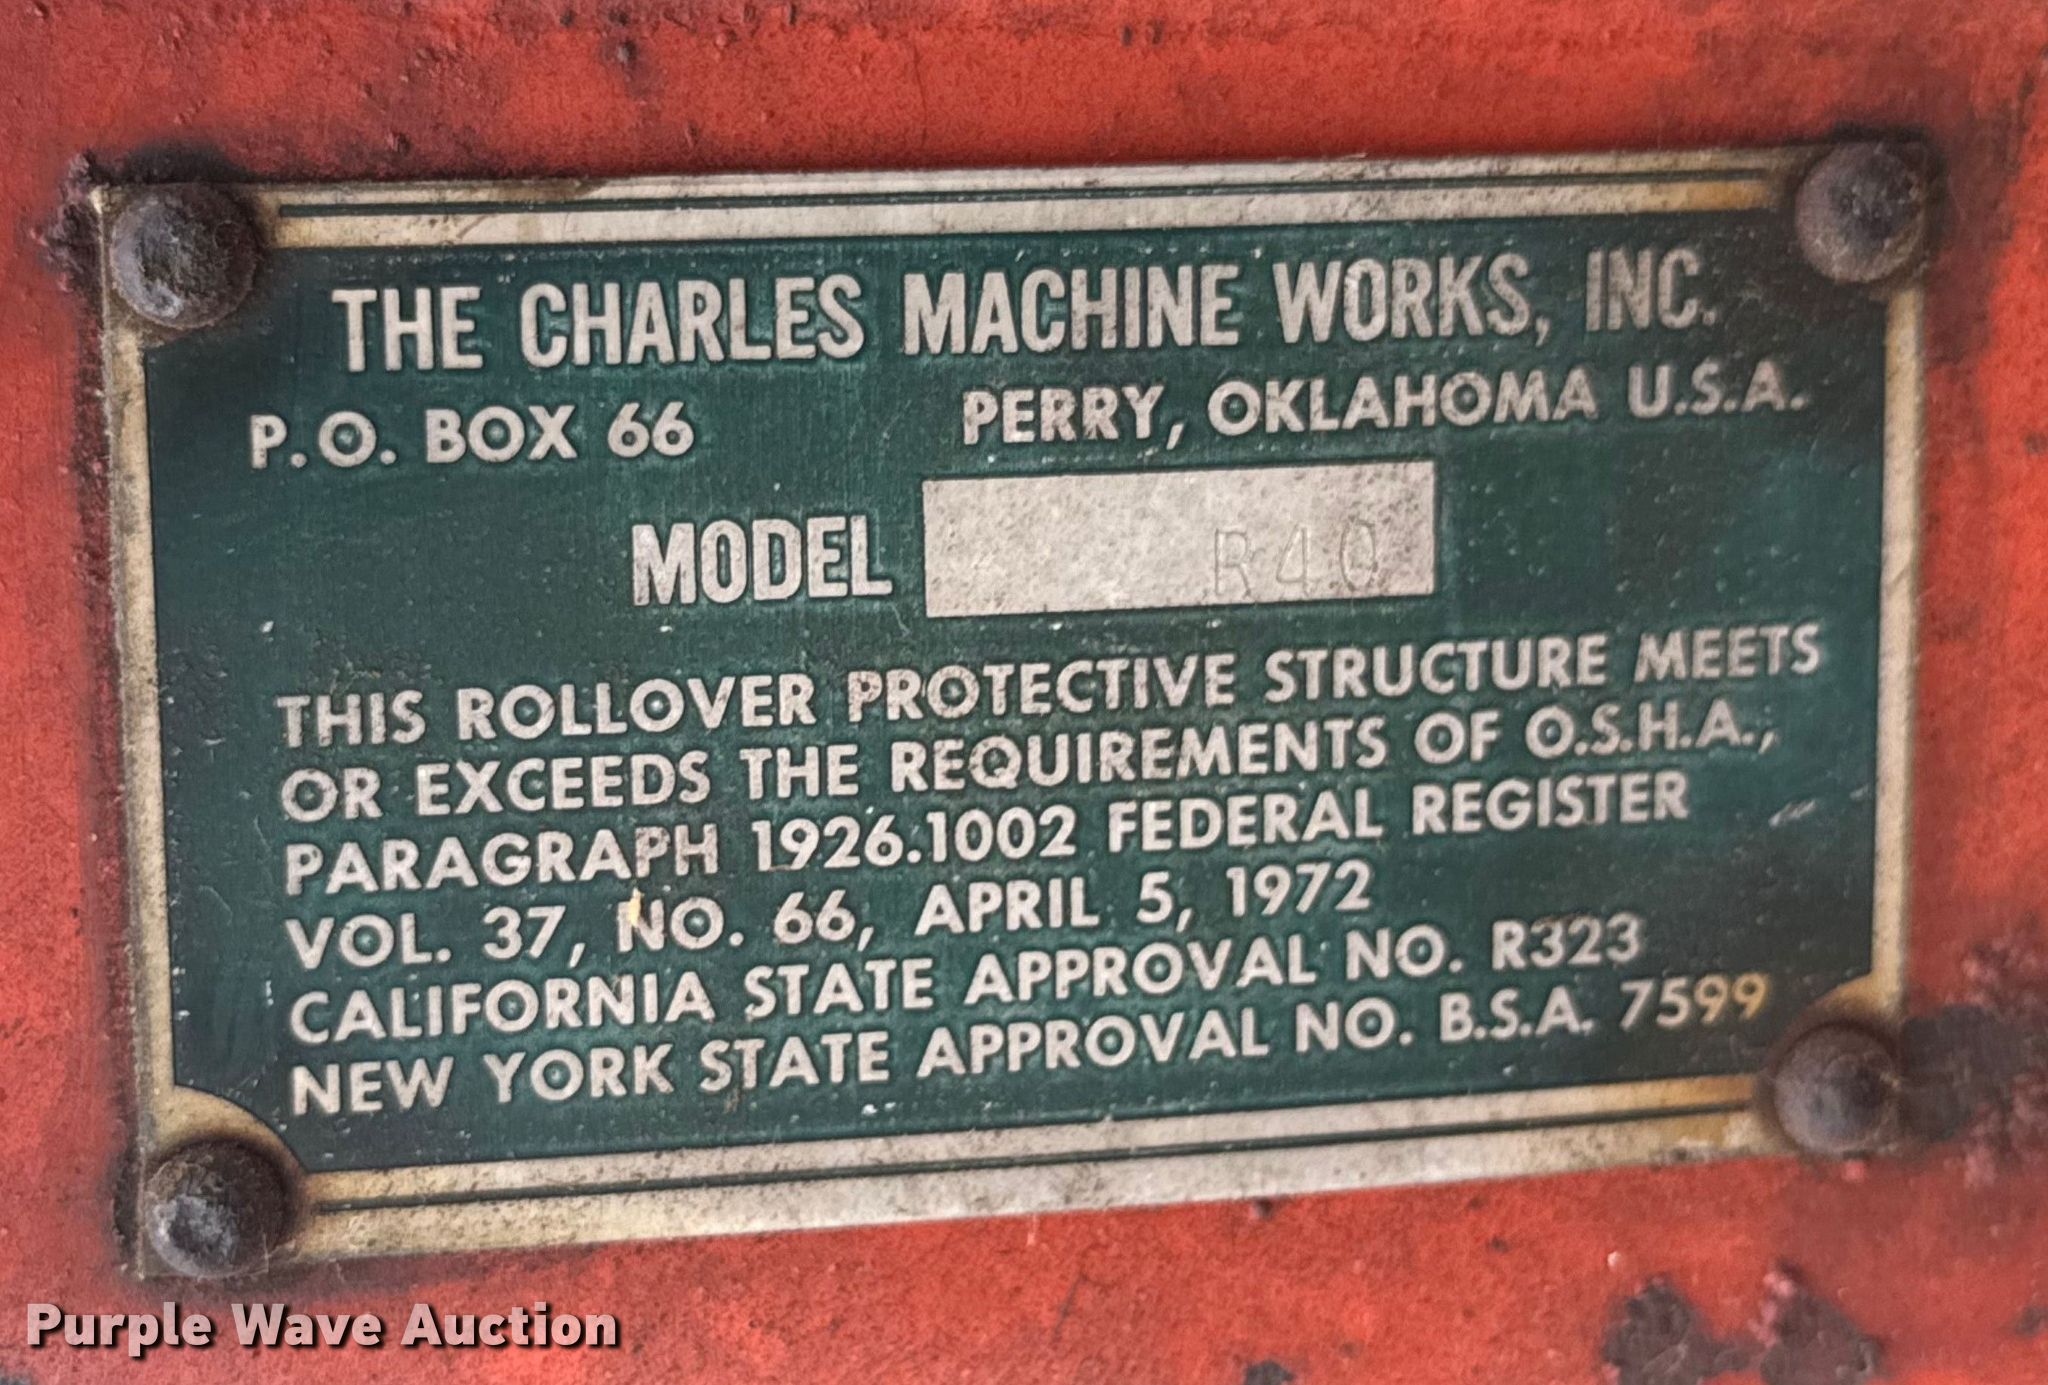 THE CHARLES MACHINE WORKS, INC.
P.O. BOX 66 PERRY, OKLAHOMA U.S.A.
MODEL R40
THIS ROLLOVER PROTECTIVE STRUCTURE MEETS
OR EXCEEDS THE REQUIREMENTS OF O.S.H.A.,
PARAGRAPH 1926.1002 FEDERAL REGISTER
VOL. 37, NO. 66, APRIL 5, 1972
CALIFORNIA STATE APPROVAL NO. R323
NEW YORK STATE APPROVAL NO. B.S.A. 7599
Purple Wave Auction